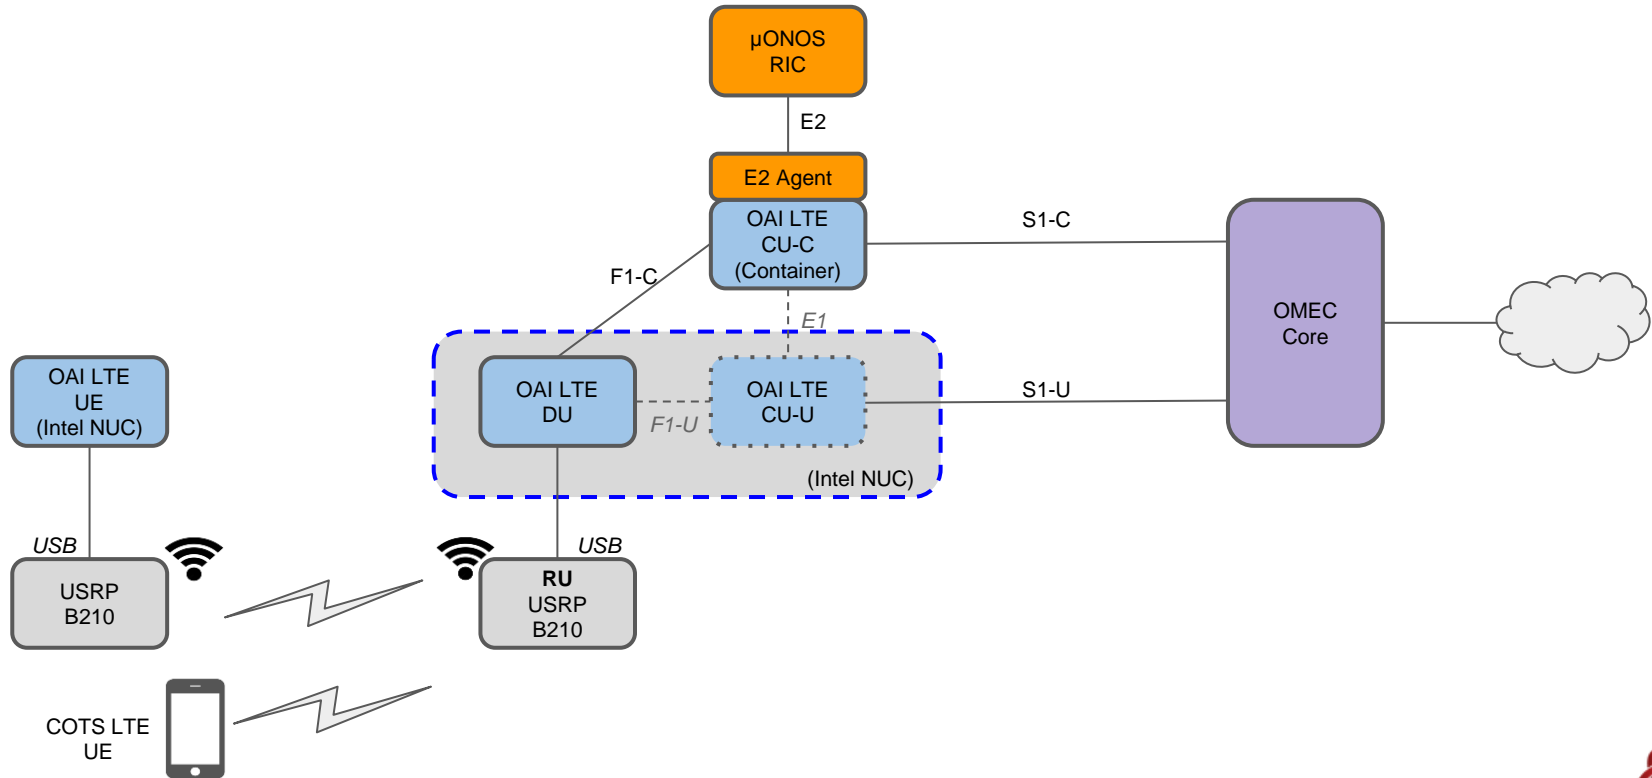 µONOS
RIC
E2
E2 Agent
OAI LTE
CU-C
(Container)
S1-C
F1-C
E1
OMEC
Core
OAI LTE
UE
(Intel NUC)
OAI LTE
DU
F1-U
OAI LTE
CU-U
S1-U
(Intel NUC)
USB
USB
USRP
B210
RU
USRP
B210
COTS LTE
UE